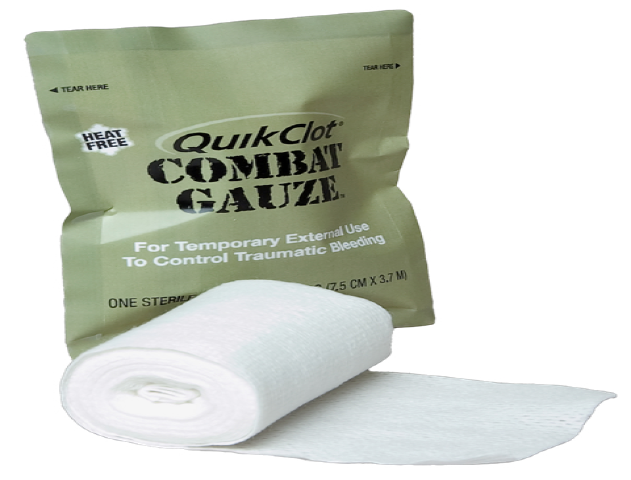 ◄ TEAR HERE
TEAR HERE ►
HEAT
FREE
QuikClot®
COMBAT
GAUZE™
For Temporary External Use
To Control Traumatic Bleeding
ONE STERILE (7.5 CM X 3.7 M)